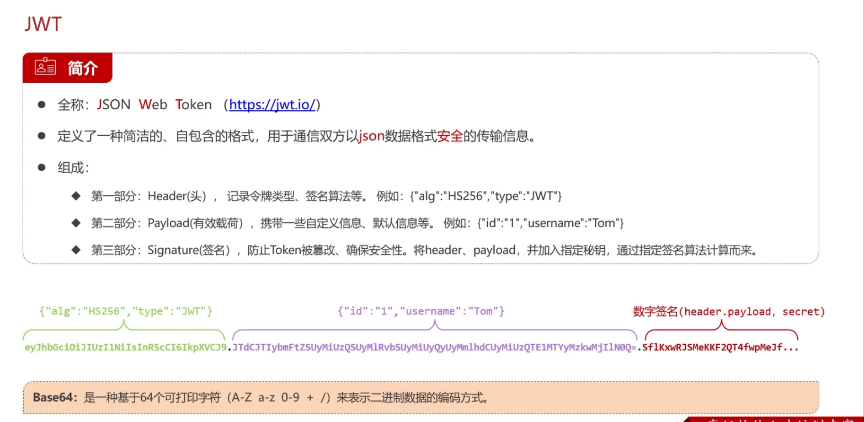 JWT
简介
全称：JSON Web Token （https://jwt.io/）
定义了一种简洁的、自包含的格式，用于通信双方以json数据格式安全的传输信息。
组成：
第一部分：Header(头)， 记录令牌类型、签名算法等。 例如：{"alg":"HS256","type":"JWT"}
第二部分：Payload(有效载荷)，携带一些自定义信息、默认信息等。 例如：{"id":"1","username":"Tom"}
第三部分：Signature(签名)，防止Token被篡改、确保安全性。将header、payload，并加入指定秘钥，通过指定签名算法计算而来。
{"alg":"HS256","type":"JWT"} {"id":"1","username":"Tom"} 数字签名(header.payload, secret)
eyJhbGciOiJIUzI1NiIsInR5cCI6IkpXVCJ9.JTdCJTIybmFtZSUyMiUzQSUyMlRvbSUyMiUyQyUyMmlhdCUyMiUzQTE1MTYyMzkwMjIlN0Q=.SflKxwRJSMeKKF2QT4fwpMeJf...
Base64：是一种基于64个可打印字符（A-Z a-z 0-9 + /）来表示二进制数据的编码方式。